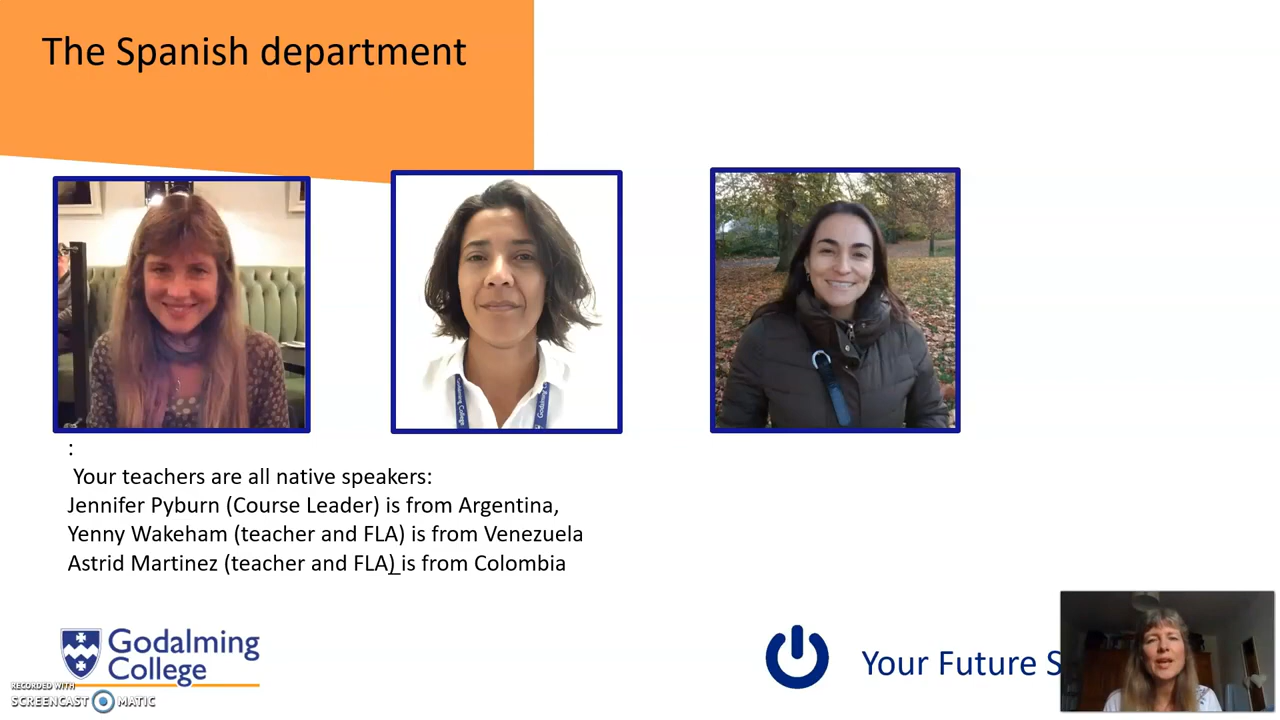 The Spanish department
:
Your teachers are all native speakers:
Jennifer Pyburn (Course Leader) is from Argentina,
Yenny Wakeham (teacher and FLA) is from Venezuela
Astrid Martinez (teacher and FLA) is from Colombia
Godalming
College
Your Future S
RECORDED WITH
SCREENCAST MATIC